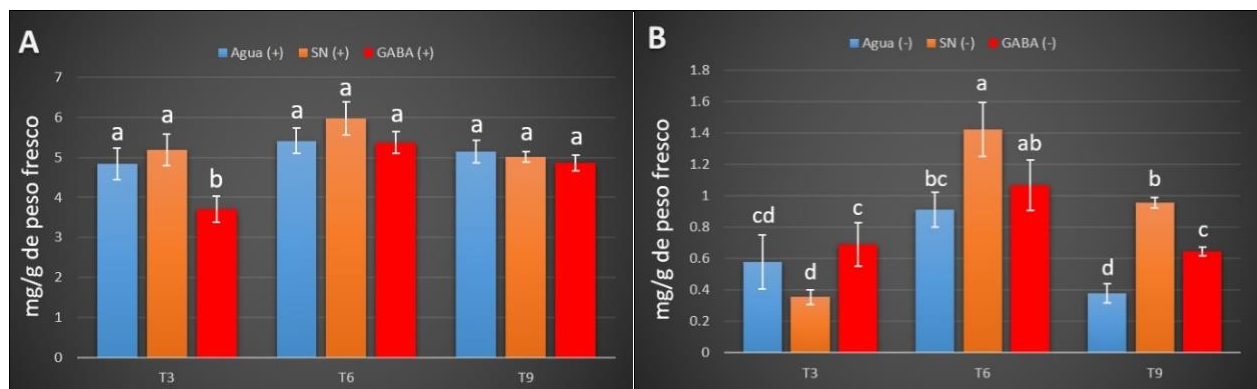 A
Agua (+) SN (+) GABA (+)
mg/g de peso fresco
7
6
5
4
3
2
1
0
a a b
a a a
a a a
T3 T6 T9
B
Agua (-) SN (-) GABA (-)
mg/g de peso fresco
1.8
1.6
1.4
1.2
1
0.8
0.6
0.4
0.2
0
cd d c
bc a ab
d b c
T3 T6 T9